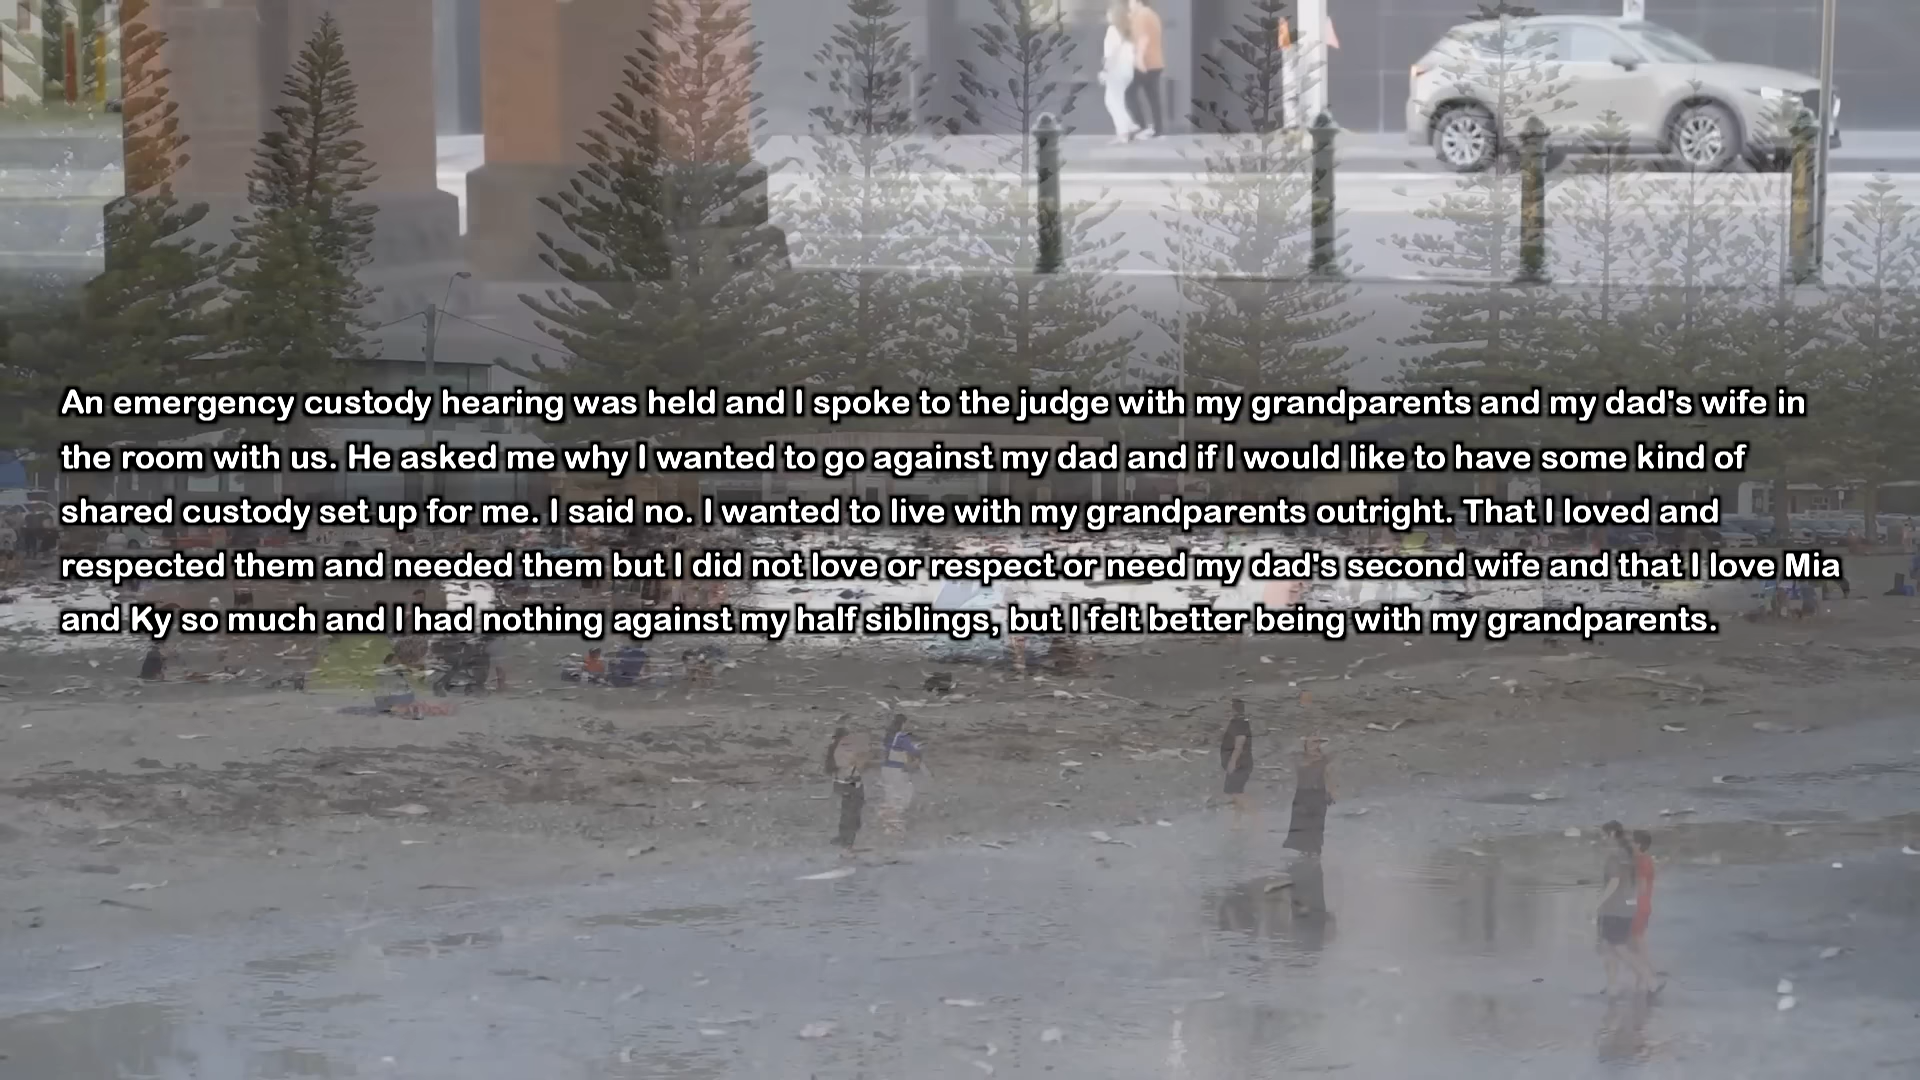 An emergency custody hearing was held and I spoke to the judge with my grandparents and my dad's wife in
the room with us. He asked me why I wanted to go against my dad and if I would like to have some kind of
shared custody set up for me. I said no. I wanted to live with my grandparents outright. That I loved and
respected them and needed them but I did not love or respect or need my dad's second wife and that I love Mia
and Ky so much and I had nothing against my half siblings, but I felt better being with my grandparents.